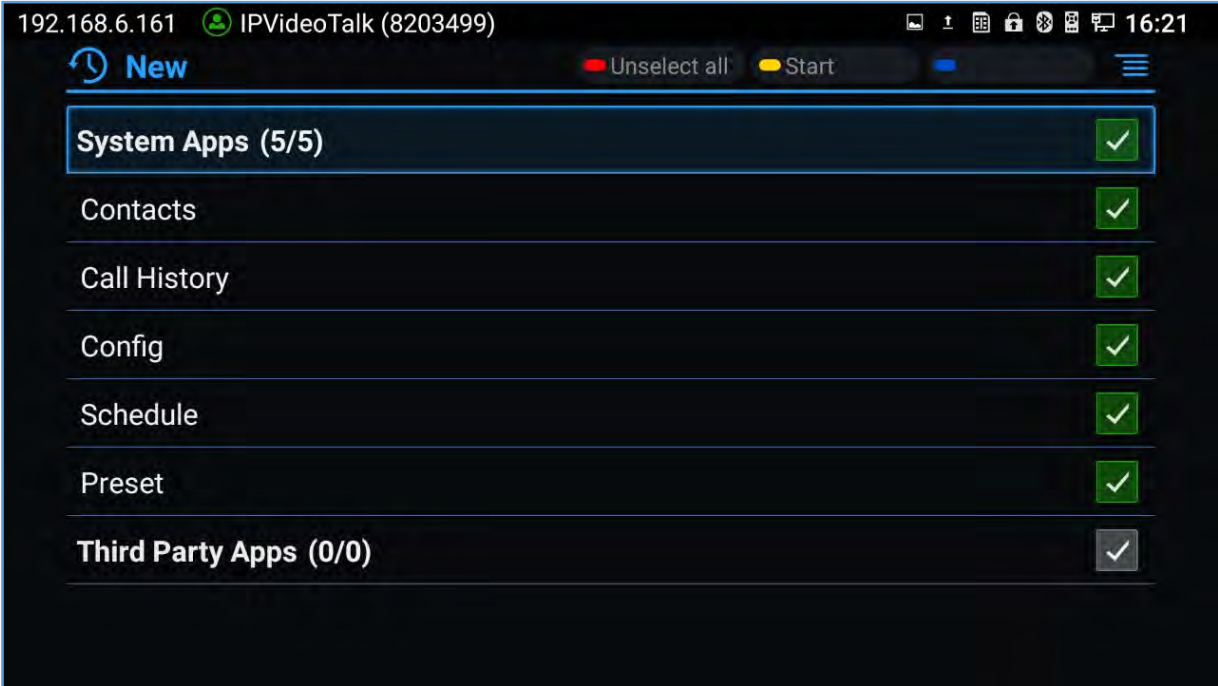 192.168.6.161 IPVideoTalk (8203499) 16:21
New Unselect all Start
System Apps (5/5)
Contacts
Call History
Config
Schedule
Preset
Third Party Apps (0/0)